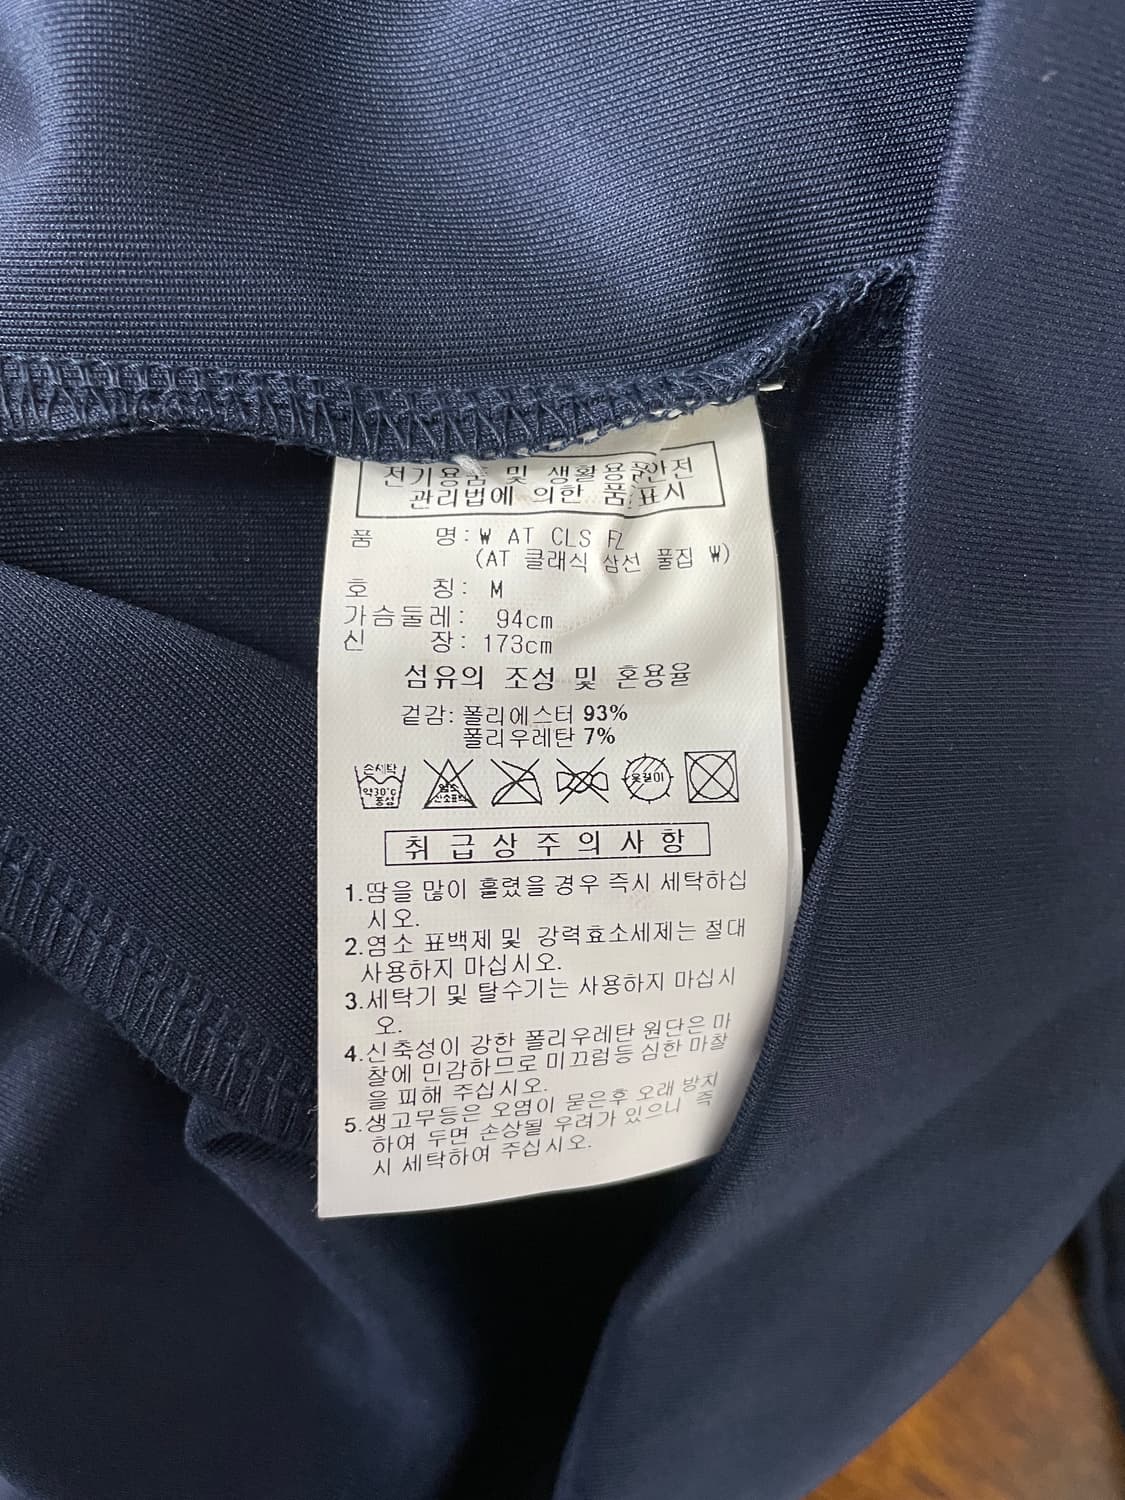 전기용품 및 생활용품안전
관리법에 의한 품 표시
품 명: W AT CLS FZ
(AT 클래식 삼선 풀집 W)
호 칭: M
가슴둘레: 94cm
신 장: 173cm
섬유의 조성 및 혼용율
겉감: 폴리에스터 93%
폴리우레탄 7%
손세탁
약30℃
중성
염소
산소표백
옷걸이
취급상주의사항
1.땀을 많이 흘렸을 경우 즉시 세탁하십
시오.
2.염소 표백제 및 강력효소세제는 절대
사용하지 마십시오.
3.세탁기 및 탈수기는 사용하지 마십시
오.
4.신축성이 강한 폴리우레탄 원단은 마
찰에 민감하므로 미끄럼등 심한 마찰
을 피해 주십시오.
5.생고무등은 오염이 묻은후 오래 방치
하여 두면 손상될 우려가 있으니 즉
시 세탁하여 주십시오.